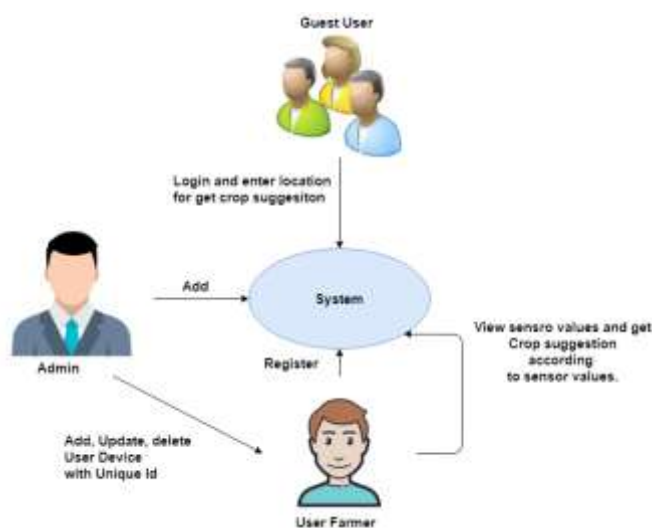 Guest User
Login and enter location
for get crop suggesiton
Add
System
View sensro values and get
Crop suggestion
according
to sensor values.
Admin
Register
Add, Update, delete
User Device
with Unique Id
User Farmer